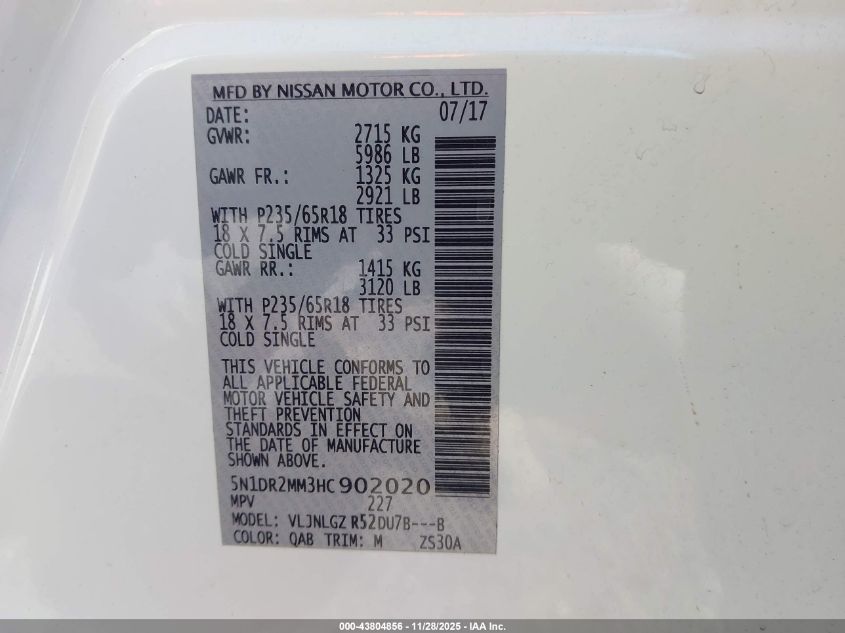 MFD BY NISSAN MOTOR CO., LTD.
DATE: 07/17
GVWR: 2715 KG
5986 LB
GAWR FR.: 1325 KG
2921 LB
WITH P235/65R18 TIRES
18 X 7.5 RIMS AT 33 PSI
COLD SINGLE
GAWR RR.: 1415 KG
3120 LB
WITH P235/65R18 TIRES
18 X 7.5 RIMS AT 33 PSI
COLD SINGLE
THIS VEHICLE CONFORMS TO
ALL APPLICABLE FEDERAL
MOTOR VEHICLE SAFETY AND
THEFT PREVENTION
STANDARDS IN EFFECT ON
THE DATE OF MANUFACTURE
SHOWN ABOVE.
5N1DR2MM3HC902020
MPV 227
MODEL: VLJNLGZ R52DU7B---B
COLOR: QAB TRIM: M ZS30A
000-43804856 - 11/28/2025 - IAA Inc.